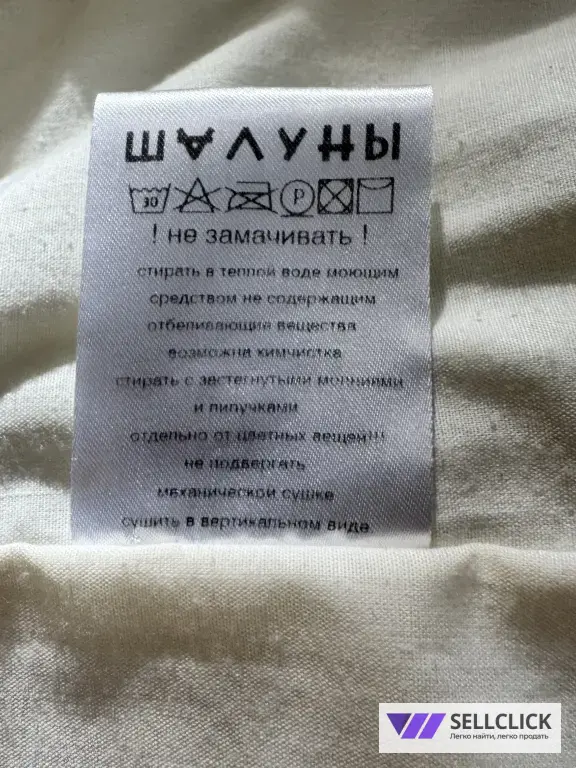 ШАЛУНЫ
30 P
! не замачивать !
стирать в теплой воде моющим
средством не содержащим
отбеливающие вещества
возможна химчистка
стирать с застегнутыми молниями
и липучками
отдельно от цветных вещей!!!
не подвергать
механической сушке
сушить в вертикальном виде
SELLCLICK
Легко найти, легко продать